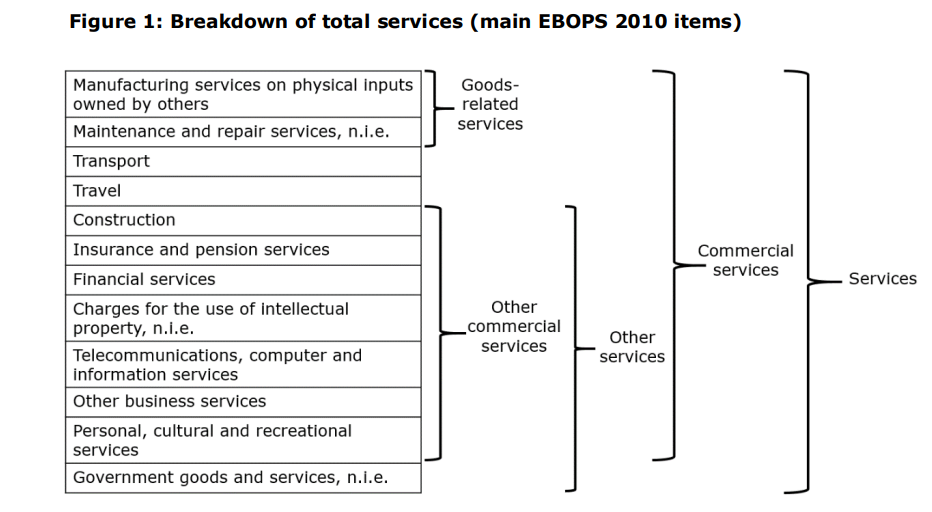 Figure 1: Breakdown of total services (main EBOPS 2010 items)
Manufacturing services on physical inputs
owned by others
Maintenance and repair services, n.i.e.
Transport
Travel
Construction
Insurance and pension services
Financial services
Charges for the use of intellectual
property, n.i.e.
Telecommunications, computer and
information services
Other business services
Personal, cultural and recreational
services
Government goods and services, n.i.e.
Goods-
related
services
Other
commercial
services
Other
services
Commercial
services
Services